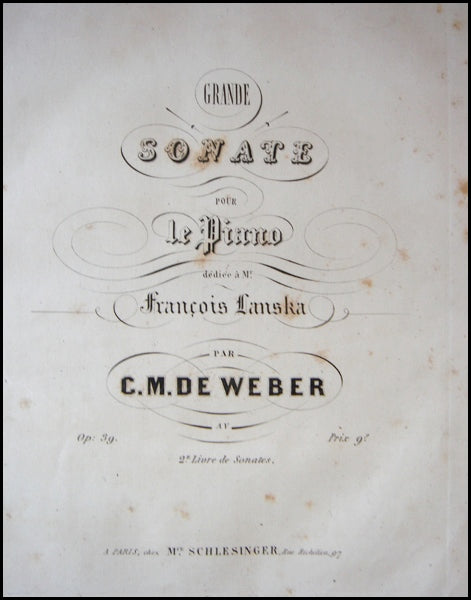 GRANDE
SONATE
POUR
le Piano
dédiée à Mr
François Lanska
PAR
C.M. DE WEBER
AV
Op: 39.
Prix 9f
2e Livre de Sonates.
A PARIS, chez Mce SCHLESINGER, Rue Richelieu, 97